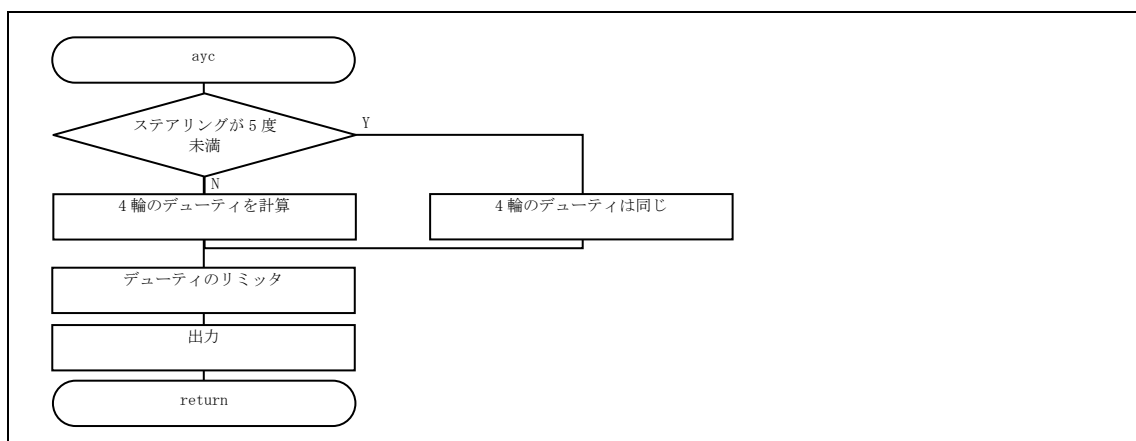 ayc
ステアリングが 5 度
未満
Y
N
4 輪のデューティを計算
4 輪のデューティは同じ
デューティのリミッタ
出力
return